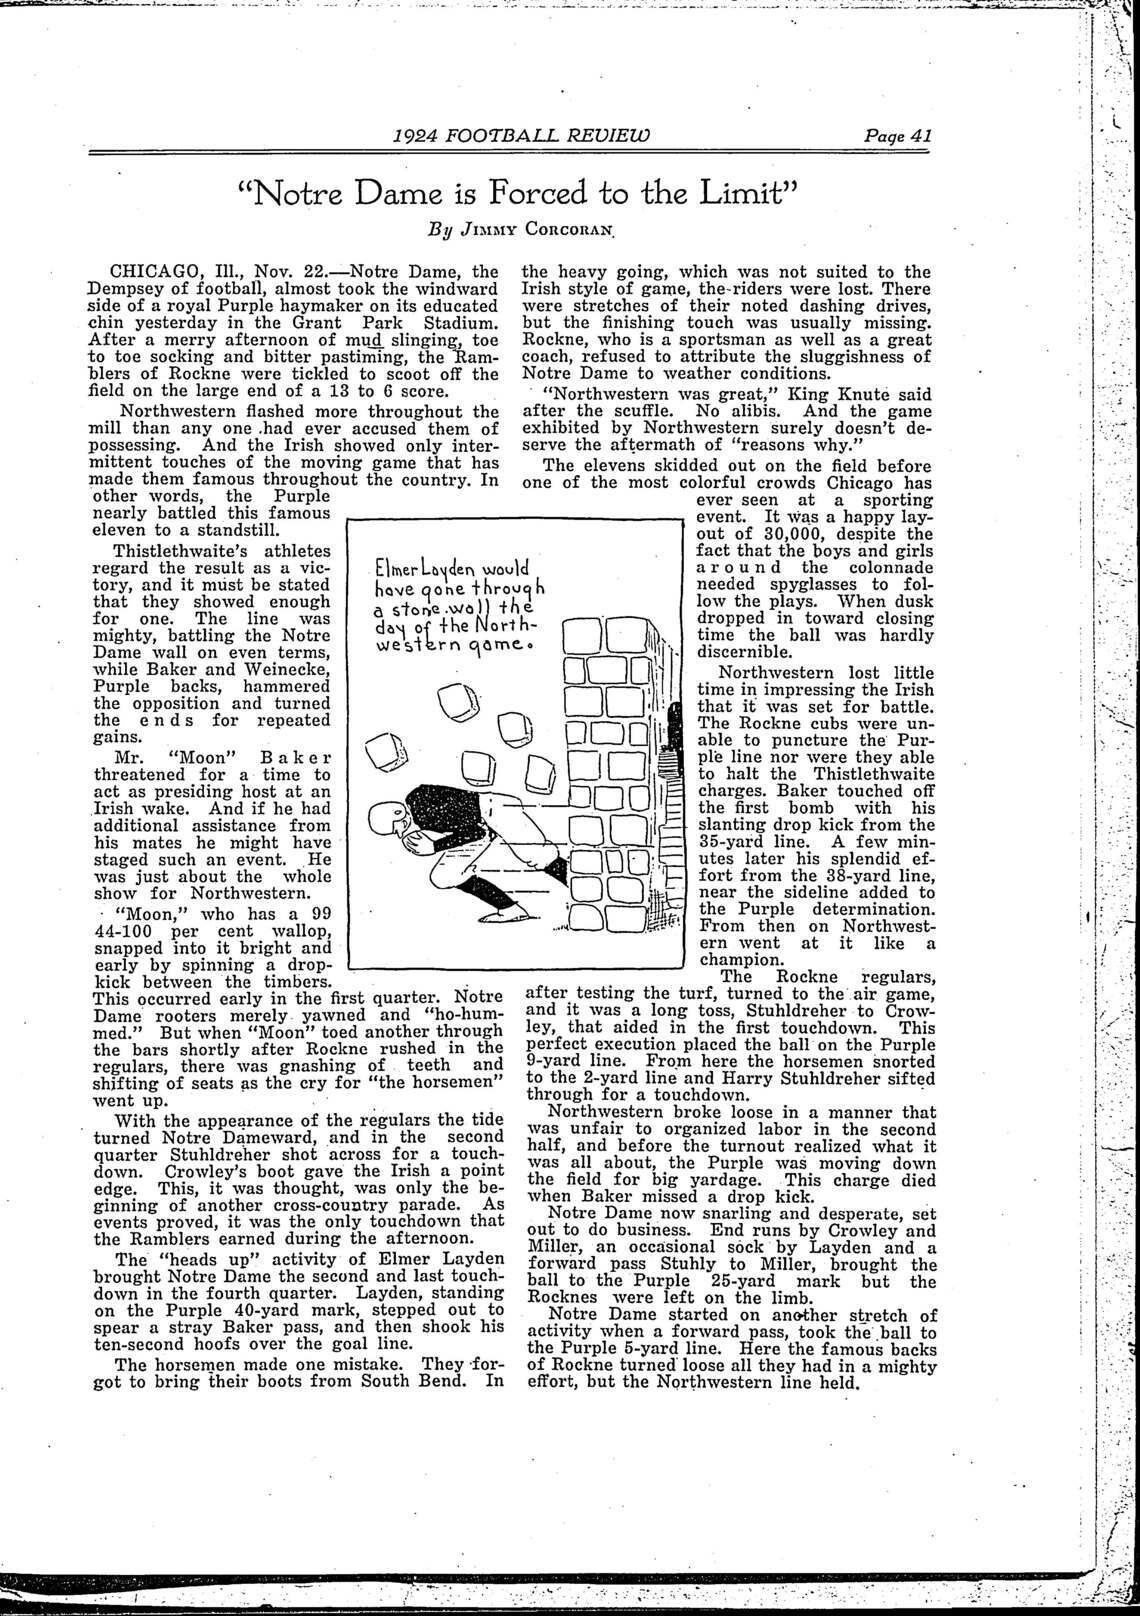 1924 FOOTBALL REVIEW Page 41
“Notre Dame is Forced to the Limit”
By JIMMY CORCORAN.
CHICAGO, Ill., Nov. 22.—Notre Dame, the
Dempsey of football, almost took the windward
side of a royal Purple haymaker on its educated
chin yesterday in the Grant Park Stadium.
After a merry afternoon of mud slinging, toe
to toe socking and bitter pastiming, the Ram-
blers of Rockne were tickled to scoot off the
field on the large end of a 13 to 6 score.
Northwestern flashed more throughout the
mill than any one had ever accused them of
possessing. And the Irish showed only inter-
mittent touches of the moving game that has
made them famous throughout the country. In
other words, the Purple
nearly battled this famous
eleven to a standstill.
Thistlethwaite's athletes
regard the result as a vic-
tory, and it must be stated
that they showed enough
for one. The line was
mighty, battling the Notre
Dame wall on even terms,
while Baker and Weinecke,
Purple backs, hammered
the opposition and turned
the ends for repeated
gains.
Mr. “Moon” Baker
threatened for a time to
act as presiding host at an
Irish wake. And if he had
additional assistance from
his mates he might have
staged such an event. He
was just about the whole
show for Northwestern.
“Moon,” who has a 99
44-100 per cent wallop,
snapped into it bright and
early by spinning a drop-
kick between the timbers.
This occurred early in the first quarter. Notre
Dame rooters merely yawned and “ho-hum-
med.” But when “Moon” toed another through
the bars shortly after Rockne rushed in the
regulars, there was gnashing of teeth and
shifting of seats as the cry for “the horsemen”
went up.
With the appearance of the regulars the tide
turned Notre Dameward, and in the second
quarter Stuhldreher shot across for a touch-
down. Crowley's boot gave the Irish a point
edge. This, it was thought, was only the be-
ginning of another cross-country parade. As
events proved, it was the only touchdown that
the Ramblers earned during the afternoon.
The “heads up” activity of Elmer Layden
brought Notre Dame the second and last touch-
down in the fourth quarter. Layden, standing
on the Purple 40-yard mark, stepped out to
spear a stray Baker pass, and then shook his
ten-second hoofs over the goal line.
The horsemen made one mistake. They for-
got to bring their boots from South Bend. In
Elmer Layden would
have gone through
a stone wall the
day of the North-
western game.
the heavy going, which was not suited to the
Irish style of game, the riders were lost. There
were stretches of their noted dashing drives,
but the finishing touch was usually missing.
Rockne, who is a sportsman as well as a great
coach, refused to attribute the sluggishness of
Notre Dame to weather conditions.
“Northwestern was great,” King Knute said
after the scuffle. No alibis. And the game
exhibited by Northwestern surely doesn't de-
serve the aftermath of “reasons why.”
The elevens skidded out on the field before
one of the most colorful crowds Chicago has
ever seen at a sporting
event. It was a happy lay-
out of 30,000, despite the
fact that the boys and girls
around the colonnade
needed spyglasses to fol-
low the plays. When dusk
dropped in toward closing
time the ball was hardly
discernible.
Northwestern lost little
time in impressing the Irish
that it was set for battle.
The Rockne cubs were un-
able to puncture the Pur-
ple line nor were they able
to halt the Thistlethwaite
charges. Baker touched off
the first bomb with his
slanting drop kick from the
35-yard line. A few min-
utes later his splendid ef-
fort from the 38-yard line,
near the sideline added to
the Purple determination.
From then on Northwest-
ern went at it like a
champion.
The Rockne regulars,
after testing the turf, turned to the air game,
and it was a long toss, Stuhldreher to Crow-
ley, that aided in the first touchdown. This
perfect execution placed the ball on the Purple
9-yard line. From here the horsemen snorted
to the 2-yard line and Harry Stuhldreher sifted
through for a touchdown.
Northwestern broke loose in a manner that
was unfair to organized labor in the second
half, and before the turnout realized what it
was all about, the Purple was moving down
the field for big yardage. This charge died
when Baker missed a drop kick.
Notre Dame now snarling and desperate, set
out to do business. End runs by Crowley and
Miller, an occasional sock by Layden and a
forward pass Stuhly to Miller, brought the
ball to the Purple 25-yard mark but the
Rocknes were left on the limb.
Notre Dame started on another stretch of
activity when a forward pass, took the ball to
the Purple 5-yard line. Here the famous backs
of Rockne turned loose all they had in a mighty
effort, but the Northwestern line held.